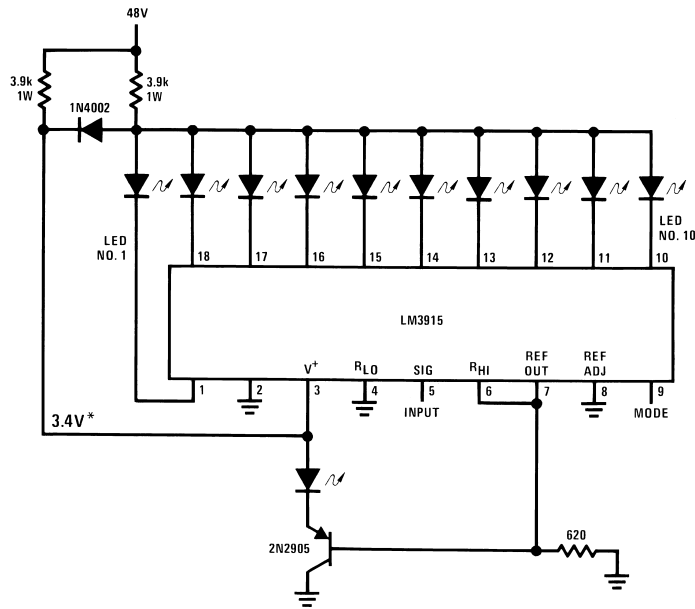 48V
3.9k
1W
3.9k
1W
1N4002
LED
NO. 1
LED
NO. 10
18
17
16
15
14
13
12
11
10
LM3915
V+
RLO
SIG
RHI
REF
OUT
REF
ADJ
1
2
3
4
5
6
7
8
9
INPUT
MODE
3.4V*
2N2905
620